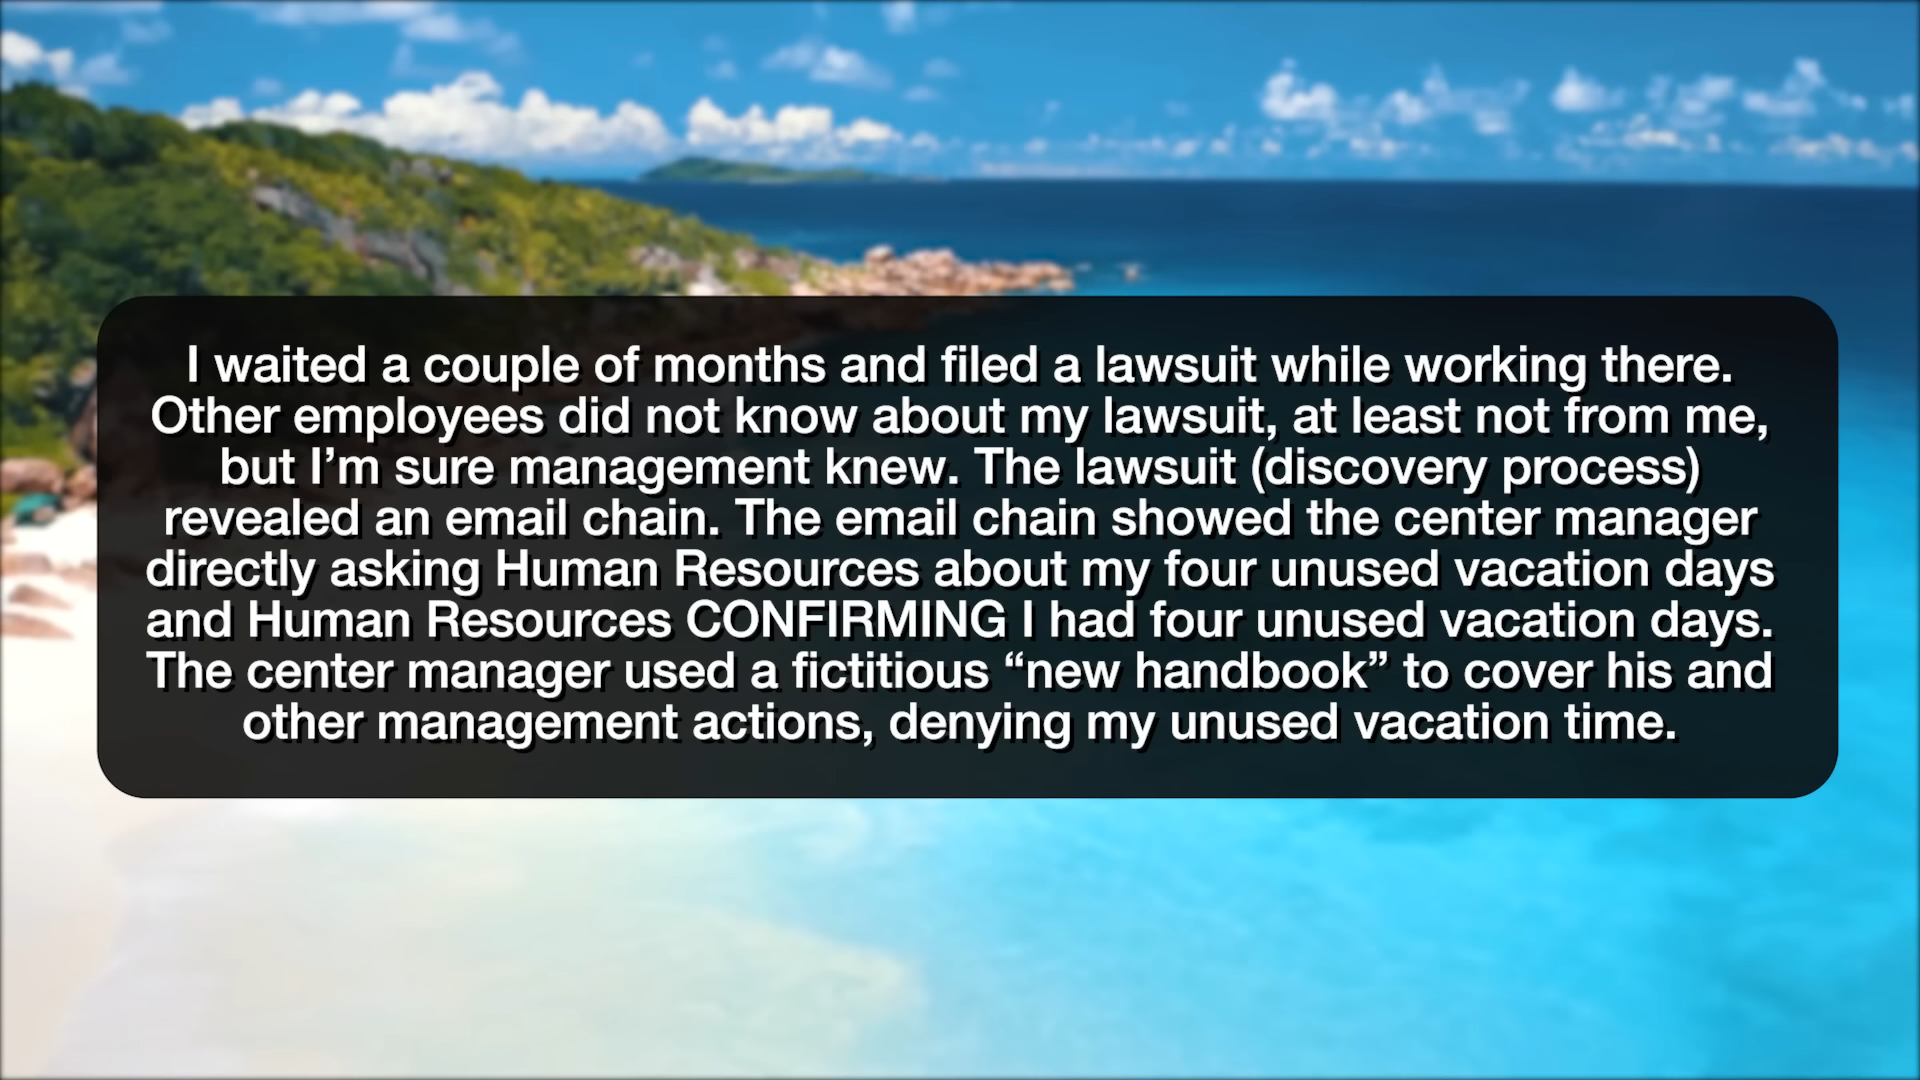 I waited a couple of months and filed a lawsuit while working there.
Other employees did not know about my lawsuit, at least not from me,
but I’m sure management knew. The lawsuit (discovery process)
revealed an email chain. The email chain showed the center manager
directly asking Human Resources about my four unused vacation days
and Human Resources CONFIRMING I had four unused vacation days.
The center manager used a fictitious “new handbook” to cover his and
other management actions, denying my unused vacation time.